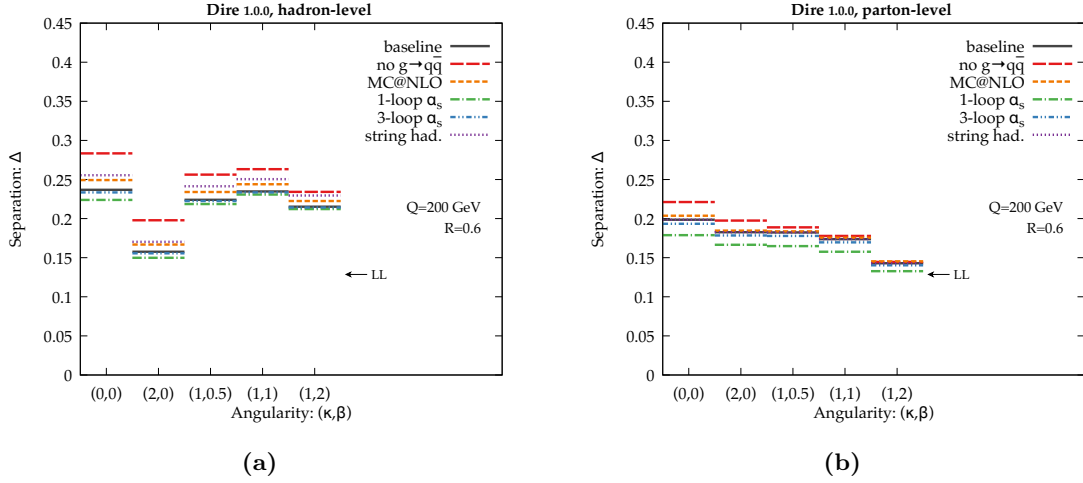 Dire 1.0.0, hadron-level
0.45
0.4
0.35
0.3
0.25
0.2
0.15
0.1
0.05
0
Separation: Δ
baseline
no g→qq̅
MC@NLO
1-loop αs
3-loop αs
string had.
Q=200 GeV
R=0.6
LL
(0,0) (2,0) (1,0.5) (1,1) (1,2)
Angularity: (κ,β)
(a)
Dire 1.0.0, parton-level
0.45
0.4
0.35
0.3
0.25
0.2
0.15
0.1
0.05
0
Separation: Δ
baseline
no g→qq̅
MC@NLO
1-loop αs
3-loop αs
string had.
Q=200 GeV
R=0.6
LL
(0,0) (2,0) (1,0.5) (1,1) (1,2)
Angularity: (κ,β)
(b)